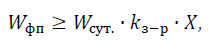 W_фп ≥ W_сут. · k_з−р · X,